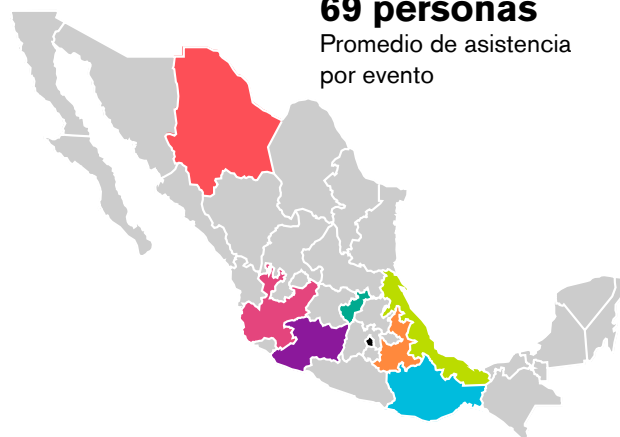 69 personas
Promedio de asistencia
por evento